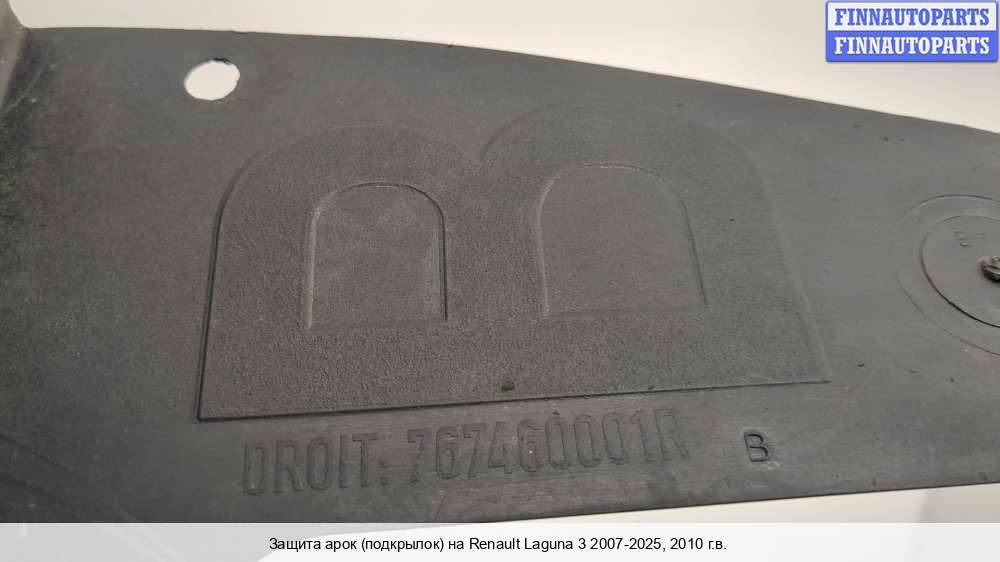 FINNAUTOPARTS
FINNAUTOPARTS
B
DROIT: 767460001R B
E
Защита арок (подкрылок) на Renault Laguna 3 2007-2025, 2010 г.в.